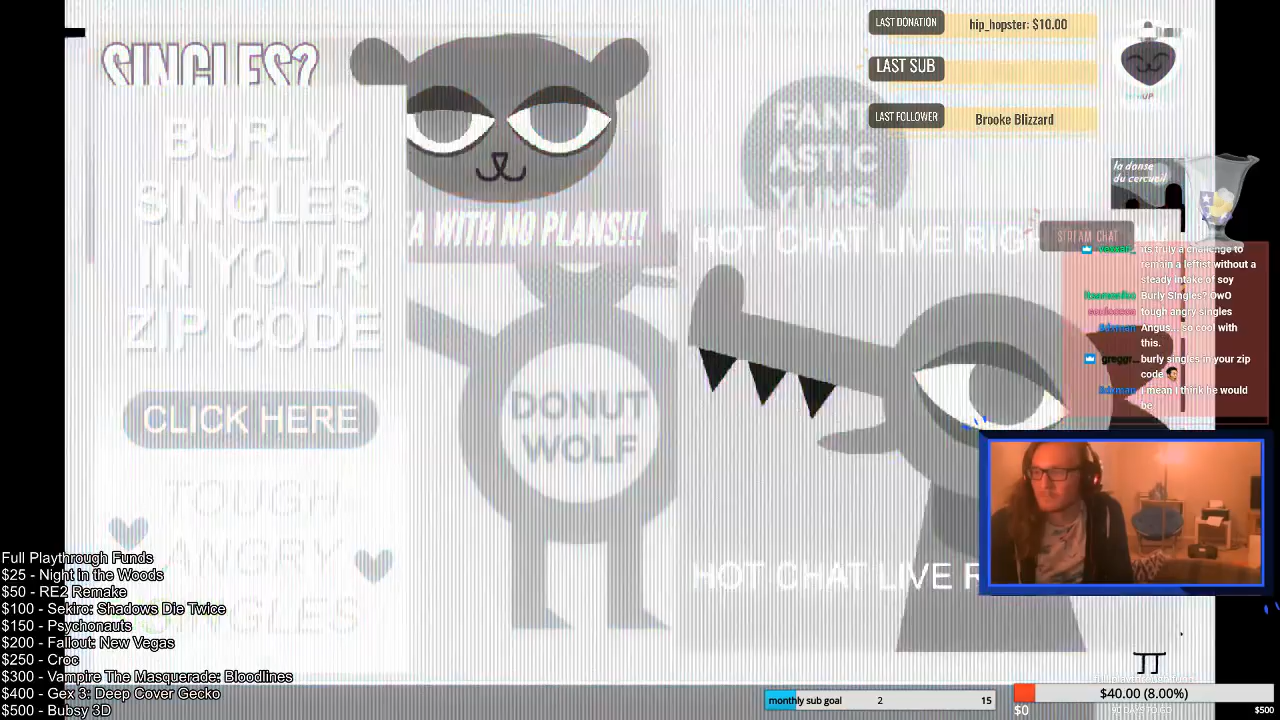 SINGLES?
BURLY
SINGLES
IN YOUR
ZIP CODE
CLICK HERE
TOUGH
ANGRY
SINGLES
A WITH NO PLANS!!!
DONUT
WOLF
FANT
ASTIC
YUMS
HOT CHAT LIVE RIGH
HOT CHAT LIVE R
LAST DONATION
hip_hopster: $10.00
LAST SUB
LAST FOLLOWER
Brooke Blizzard
la danse
du cercueil
STREAM CHAT
its truly a challenge to
remain a leftist without a
steady intake of soy
Burly Singles? OwO
tough angry singles
Angus... so cool with
this.
greggr... burly singles in your zip
code
I mean I think he would
be
Full Playthrough Funds
$25 - Night in the Woods
$50 - RE2 Remake
$100 - Sekiro: Shadows Die Twice
$150 - Psychonauts
$200 - Fallout: New Vegas
$250 - Croc
$300 - Vampire The Masquerade: Bloodlines
$400 - Gex 3: Deep Cover Gecko
$500 - Bubsy 3D
monthly sub goal 2 15
$40.00 (8.00%)
$0
$500